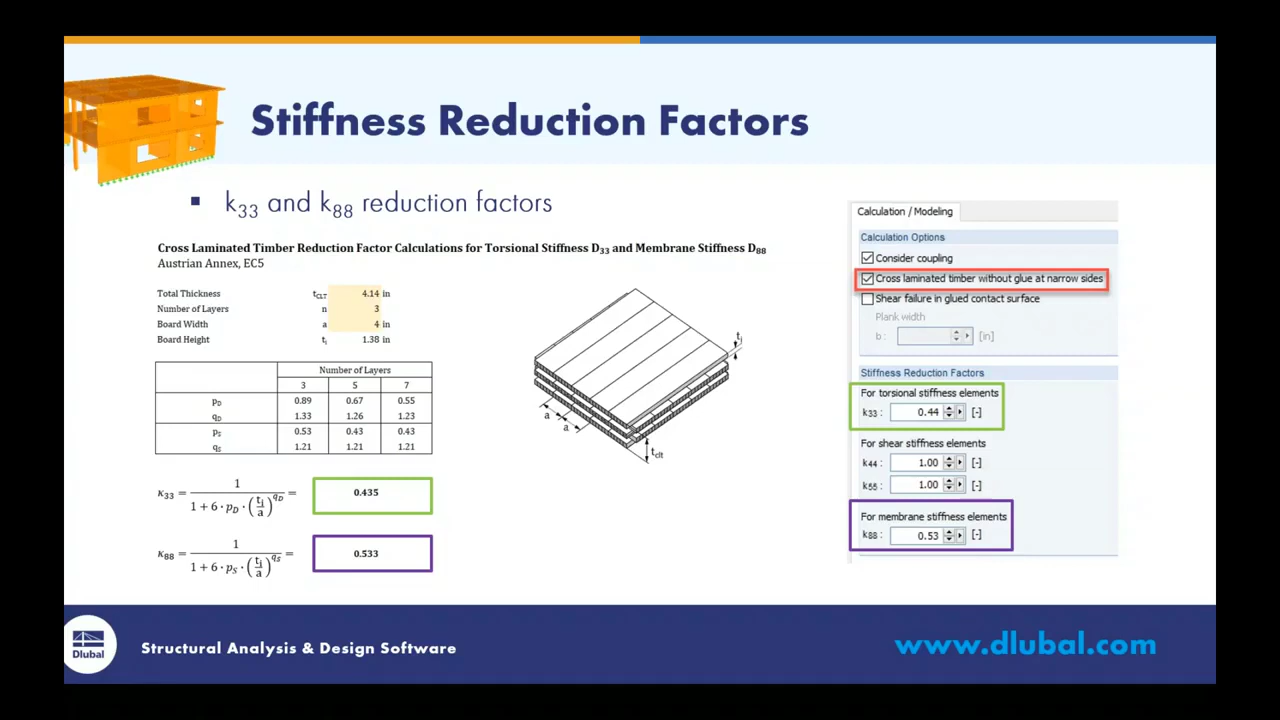 Stiffness Reduction Factors
▪ k33 and k88 reduction factors
Cross Laminated Timber Reduction Factor Calculations for Torsional Stiffness D33 and Membrane Stiffness D88
Austrian Annex, EC5
Total Thickness tCLT 4.14 in
Number of Layers n 3
Board Width a 4 in
Board Height ti 1.38 in
Number of Layers
3 5 7
pD 0.89 0.67 0.55
qD 1.33 1.26 1.23
pS 0.53 0.43 0.43
qS 1.21 1.21 1.21
κ33 = 1 / (1 + 6 · pD · (ti/a)^qD) = 0.435
κ88 = 1 / (1 + 6 · pS · (ti/a)^qS) = 0.533
ti
a
a
tclt
Calculation / Modeling
Calculation Options
Consider coupling
Cross laminated timber without glue at narrow sides
Shear failure in glued contact surface
Plank width
b : [in]
Stiffness Reduction Factors
For torsional stiffness elements
k33 : 0.44 [-]
For shear stiffness elements
k44 : 1.00 [-]
k55 : 1.00 [-]
For membrane stiffness elements
k88 : 0.53 [-]
Dlubal
Structural Analysis & Design Software
www.dlubal.com